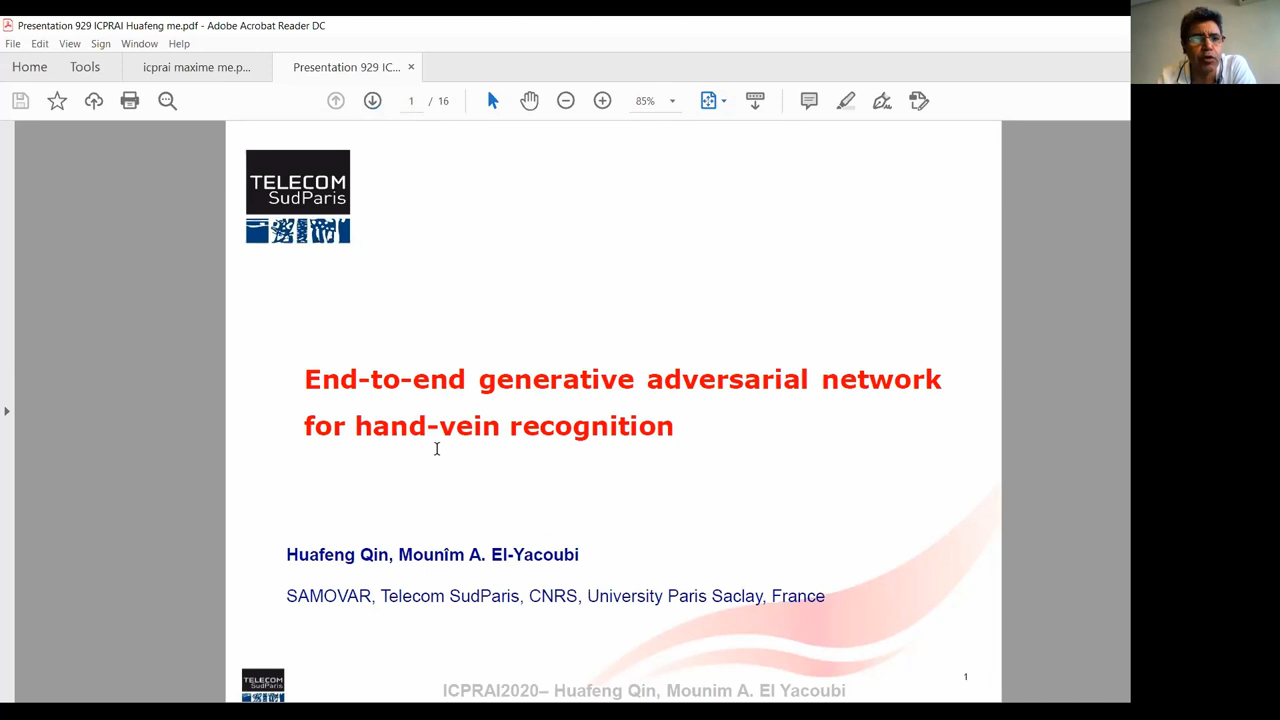 Presentation 929 ICPRAI Huafeng me.pdf - Adobe Acrobat Reader DC
File Edit View Sign Window Help
Home Tools icprai maxime me.p... Presentation 929 IC... ×
1 / 16 85%
TELECOM
SudParis
End-to-end generative adversarial network
for hand-vein recognition
Huafeng Qin, Mounîm A. El-Yacoubi
SAMOVAR, Telecom SudParis, CNRS, University Paris Saclay, France
1
TELECOM
SudParis
ICPRAI2020– Huafeng Qin, Mounim A. El Yacoubi